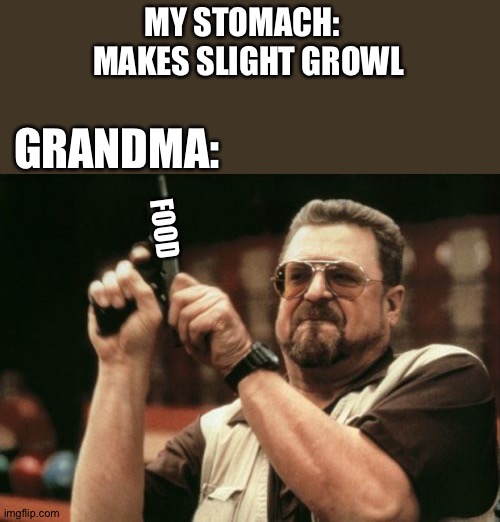 MY STOMACH:
MAKES SLIGHT GROWL
GRANDMA:
FOOD
imgflip.com